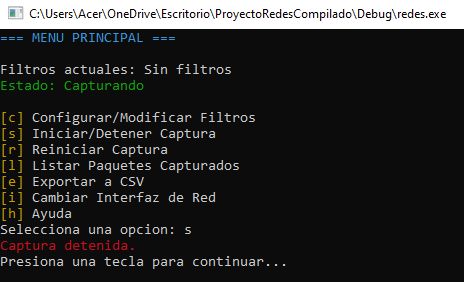 C:\Users\Acer\OneDrive\Escritorio\ProyectoRedesCompilado\Debug\redes.exe
=== MENU PRINCIPAL ===
Filtros actuales: Sin filtros
Estado: Capturando
[c] Configurar/Modificar Filtros
[s] Iniciar/Detener Captura
[r] Reiniciar Captura
[l] Listar Paquetes Capturados
[e] Exportar a CSV
[i] Cambiar Interfaz de Red
[h] Ayuda
Selecciona una opcion: s
Captura detenida.
Presiona una tecla para continuar...